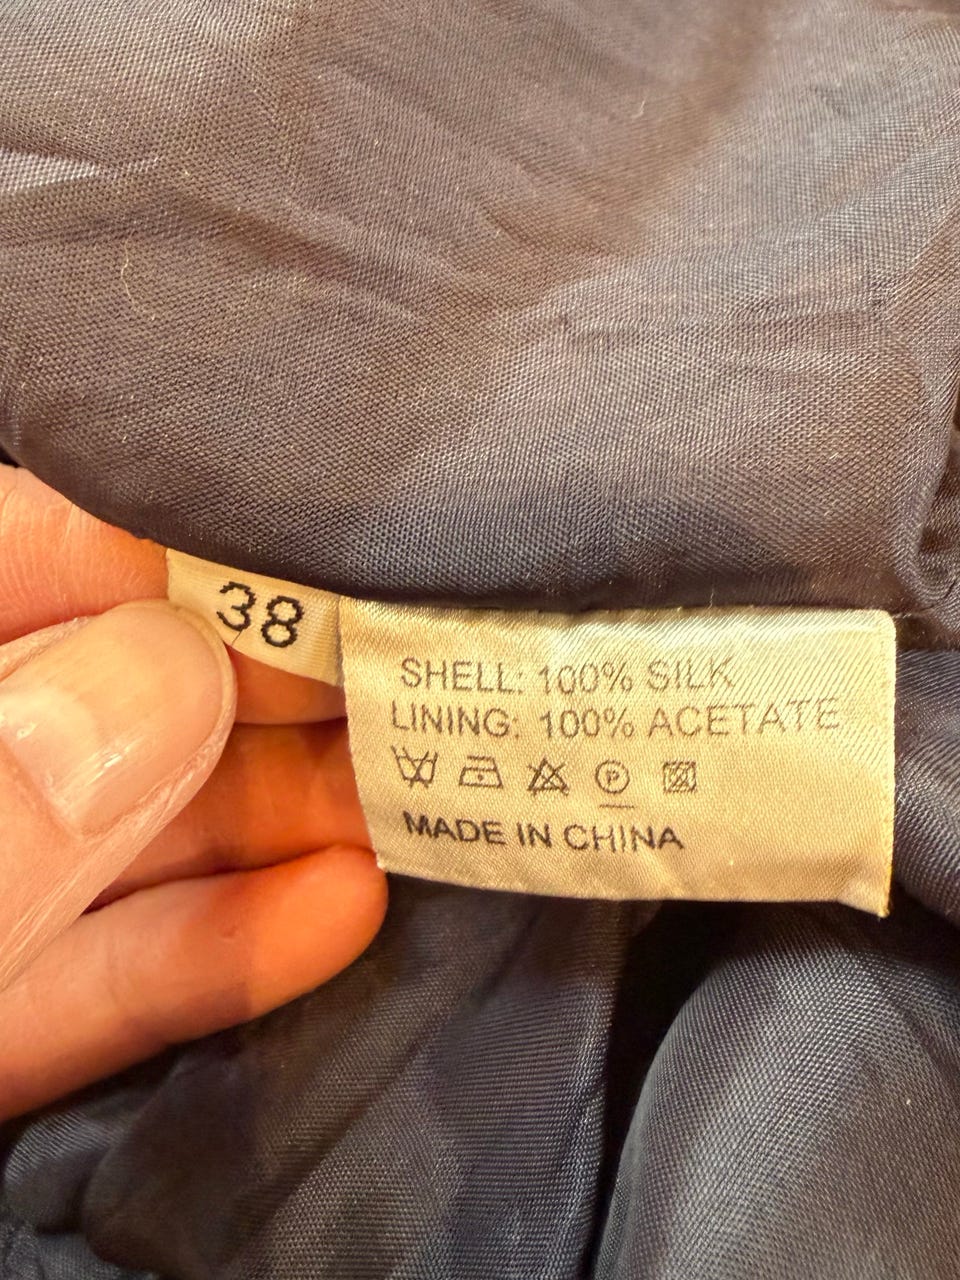 38
SHELL: 100% SILK
LINING: 100% ACETATE
P
MADE IN CHINA